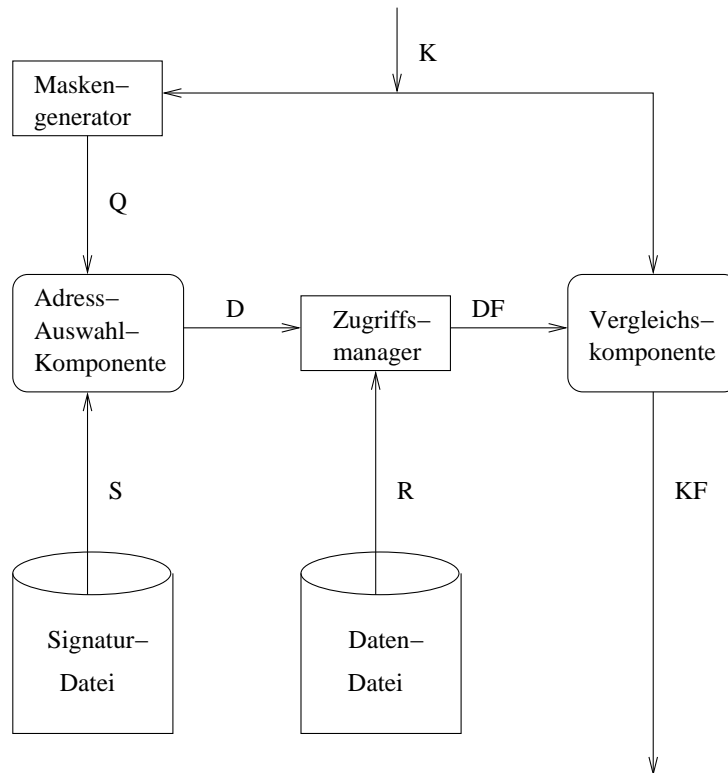 K
Masken–
generator
Q
Adress–
Auswahl–
Komponente
D
Zugriffs–
manager
DF
Vergleichs–
komponente
S
R
KF
Signatur–
Datei
Daten–
Datei